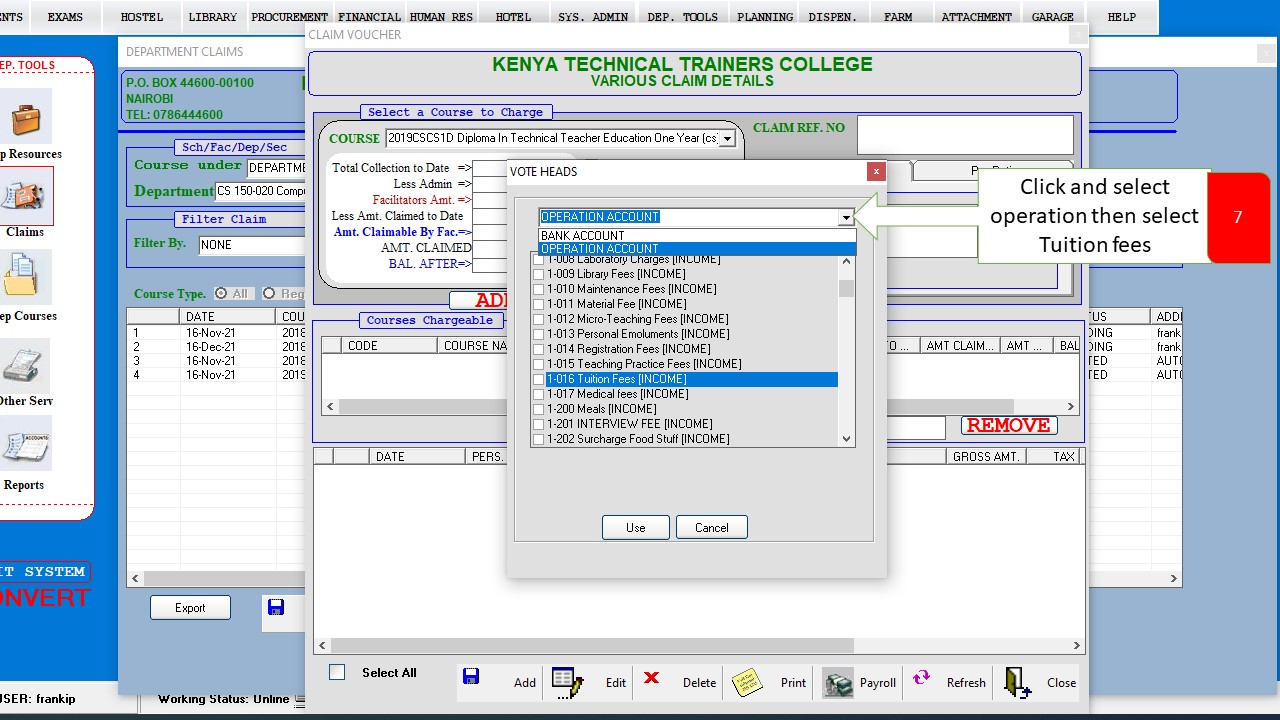 EXAMS HOSTEL LIBRARY PROCUREMENT FINANCIAL HUMAN RES HOTEL SYS. ADMIN DEP. TOOLS PLANNING DISPEN. FARM ATTACHMENT GARAGE HELP
CLAIM VOUCHER
DEPARTMENT CLAIMS
EP. TOOLS
KENYA TECHNICAL TRAINERS COLLEGE
VARIOUS CLAIM DETAILS
P.O. BOX 44600-00100
NAIROBI
TEL: 0786444600
p Resources
Claims
ep Courses
Other Serv
Reports
Sch/Fac/Dep/Sec
Course under DEPARTME
Department CS 150-020 Compu
Filter Claim
Filter By. NONE
Course Type. All Reg
Select a Course to Charge
COURSE 2019CSCS1D Diploma In Technical Teacher Education One Year (cs)
CLAIM REF. NO
Total Collection to Date =>
Less Admin =>
Facilitators Amt. =>
Less Amt. Claimed to Date
Amt. Claimable By Fac.=>
AMT. CLAIMED
BAL. AFTER=>
VOTE HEADS
OPERATION ACCOUNT
BANK ACCOUNT
OPERATION ACCOUNT
1-008 Laboratory Charges [INCOME]
1-009 Library Fees [INCOME]
1-010 Maintenance Fees [INCOME]
1-011 Material Fee [INCOME]
1-012 Micro-Teaching Fees [INCOME]
1-013 Personal Emoluments [INCOME]
1-014 Registration Fees [INCOME]
1-015 Teaching Practice Fees [INCOME]
1-016 Tuition Fees [INCOME]
1-017 Medical fees [INCOME]
1-200 Meals [INCOME]
1-201 INTERVIEW FEE [INCOME]
1-202 Surcharge Food Stuff [INCOME]
Use Cancel
Click and select
operation then select
Tuition fees
7
ADD
Courses Chargeable
CODE COURSE NA TO ... AMT CLAIM... AMT ... BAL
REMOVE
DATE PERS. GROSS AMT. TAX
DATE COU TUS ADDI
1 16-Nov-21 2018 DING frank
2 16-Dec-21 2019 DING frank
3 16-Nov-21 2019 TED AUTO
4 16-Nov-21 2019 TED AUTO
IT SYSTEM
ONVERT
Export
Select All Add Edit Delete Print Payroll Refresh Close
USER: frankip Working Status: Online